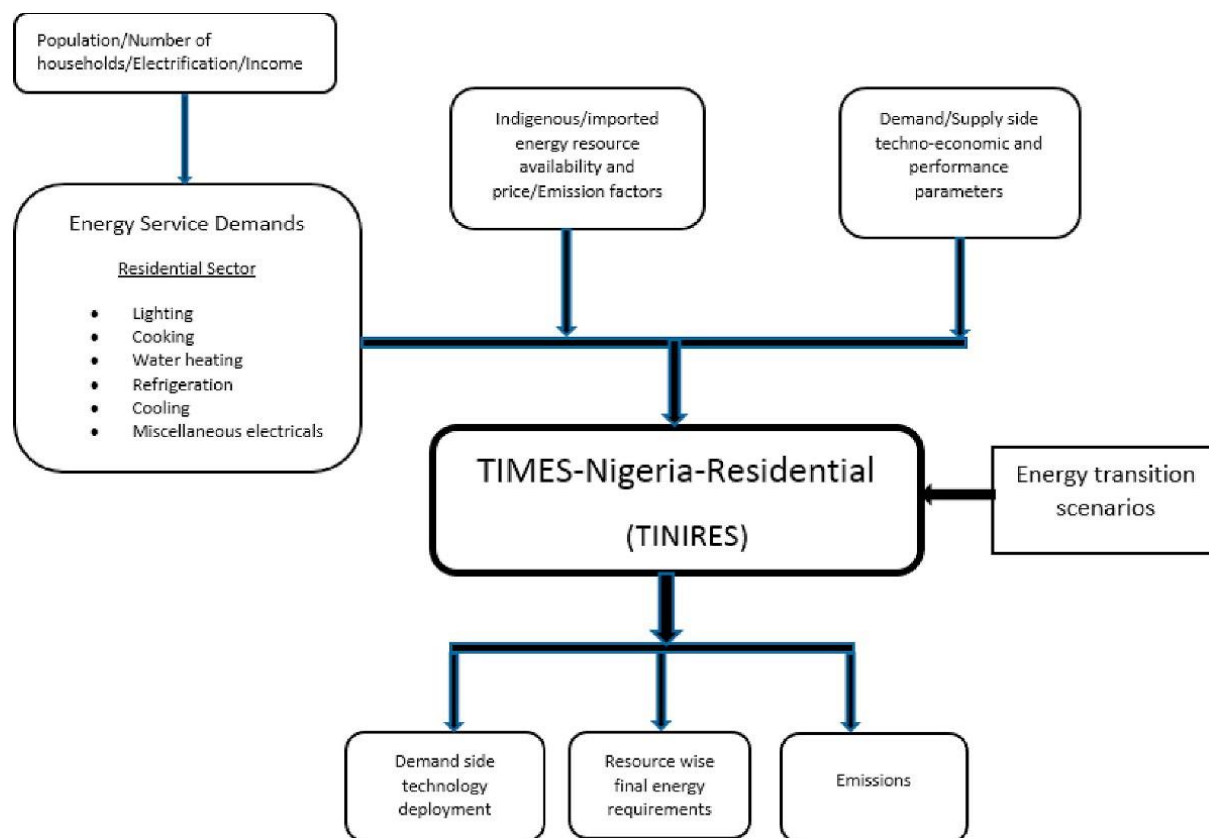 Population/Number of
households/Electrification/Income
Indigenous/imported
energy resource
availability and
price/Emission factors
Demand/Supply side
techno-economic and
performance
parameters
Energy Service Demands
Residential Sector
● Lighting
● Cooking
● Water heating
● Refrigeration
● Cooling
● Miscellaneous electricals
TIMES-Nigeria-Residential
(TINIRES)
Energy transition
scenarios
Demand side
technology
deployment
Resource wise
final energy
requirements
Emissions